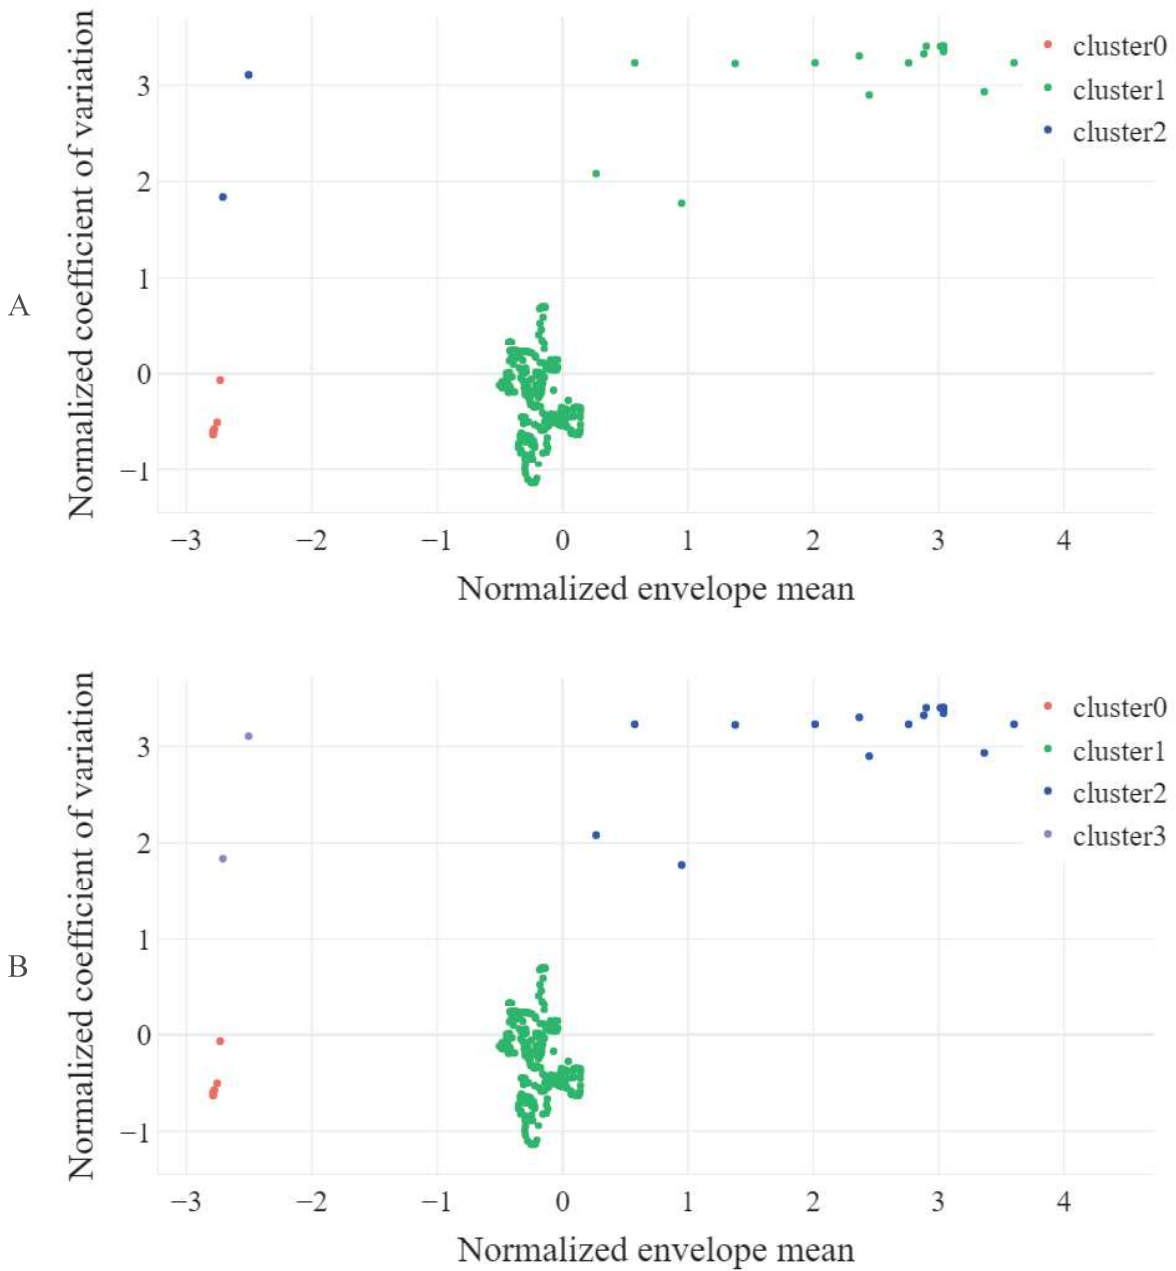 A
Normalized coefficient of variation
3
2
1
0
−1
−3
−2
−1
0
1
2
3
4
Normalized envelope mean
cluster0
cluster1
cluster2
B
Normalized coefficient of variation
3
2
1
0
−1
−3
−2
−1
0
1
2
3
4
Normalized envelope mean
cluster0
cluster1
cluster2
cluster3